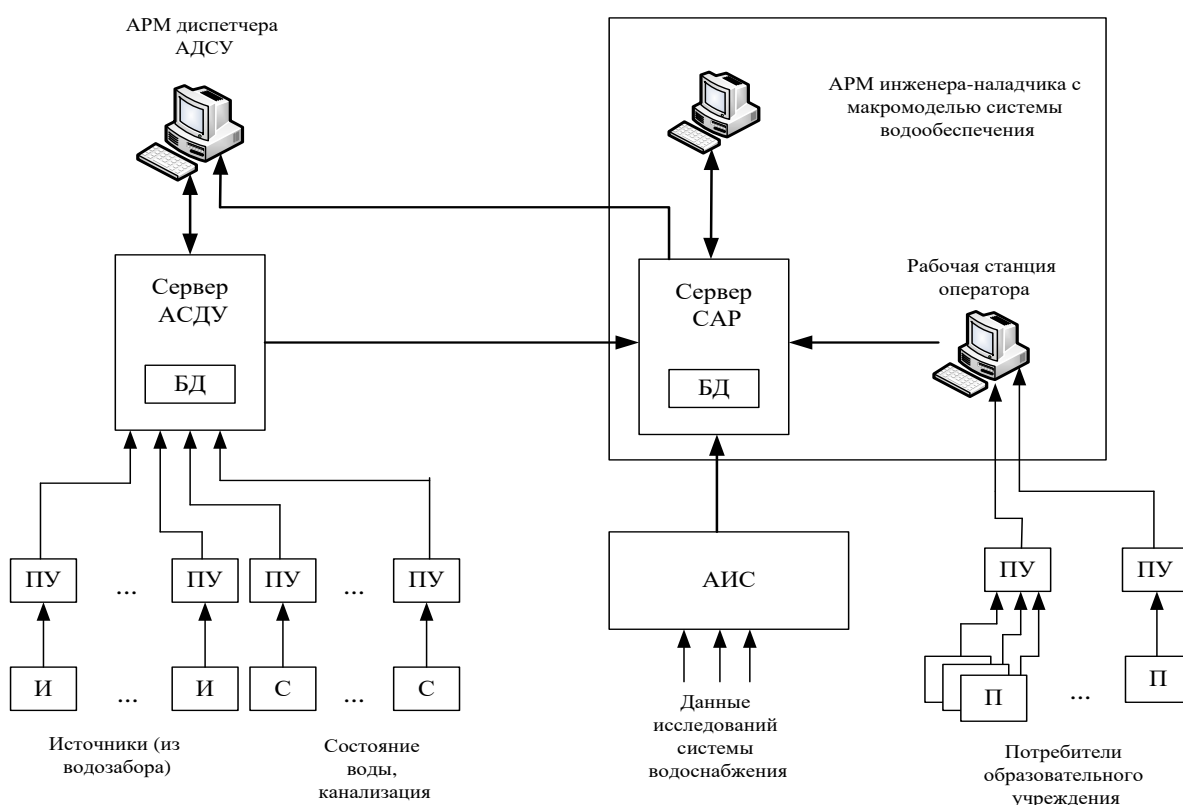 АРМ диспетчера
АДСУ
АРМ инженера-наладчика с
макромоделью системы
водообеспечения
Сервер
АСДУ
БД
Сервер
САР
БД
Рабочая станция
оператора
ПУ
...
ПУ
ПУ
...
ПУ
АИС
ПУ
ПУ
И
...
И
С
...
С
П
...
П
Источники (из
водозабора)
Состояние
воды,
канализация
Данные
исследований
системы
водоснабжения
Потребители
образовательного
учреждения